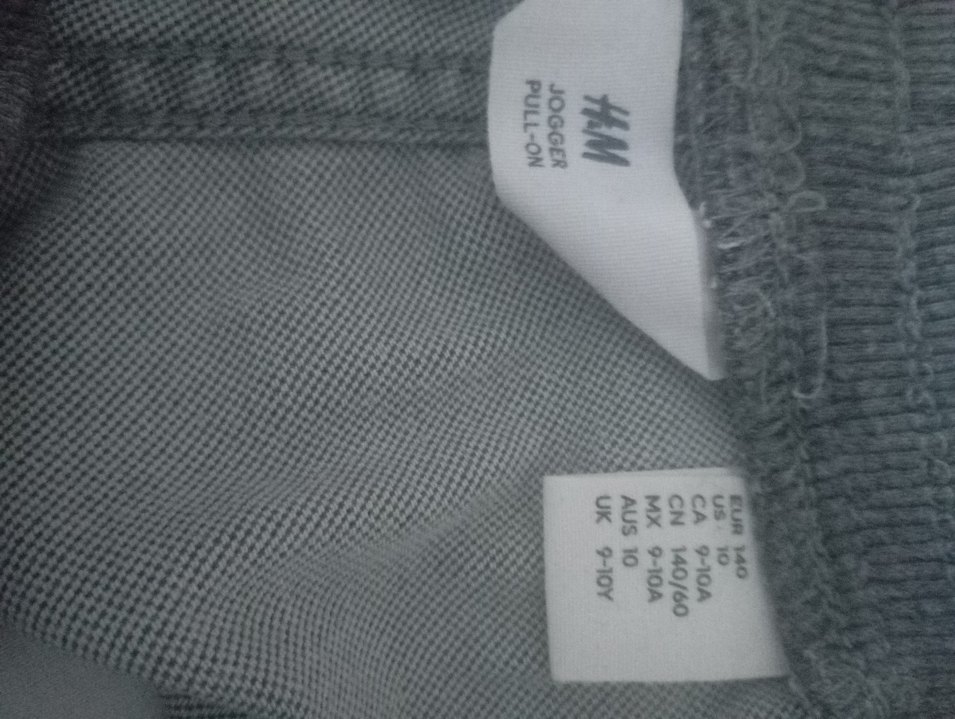 H&M
JOGGER
PULL-ON
EUR 140
US 10
CA 9-10A
CN 140/60
MX 9-10A
AUS 10
UK 9-10Y